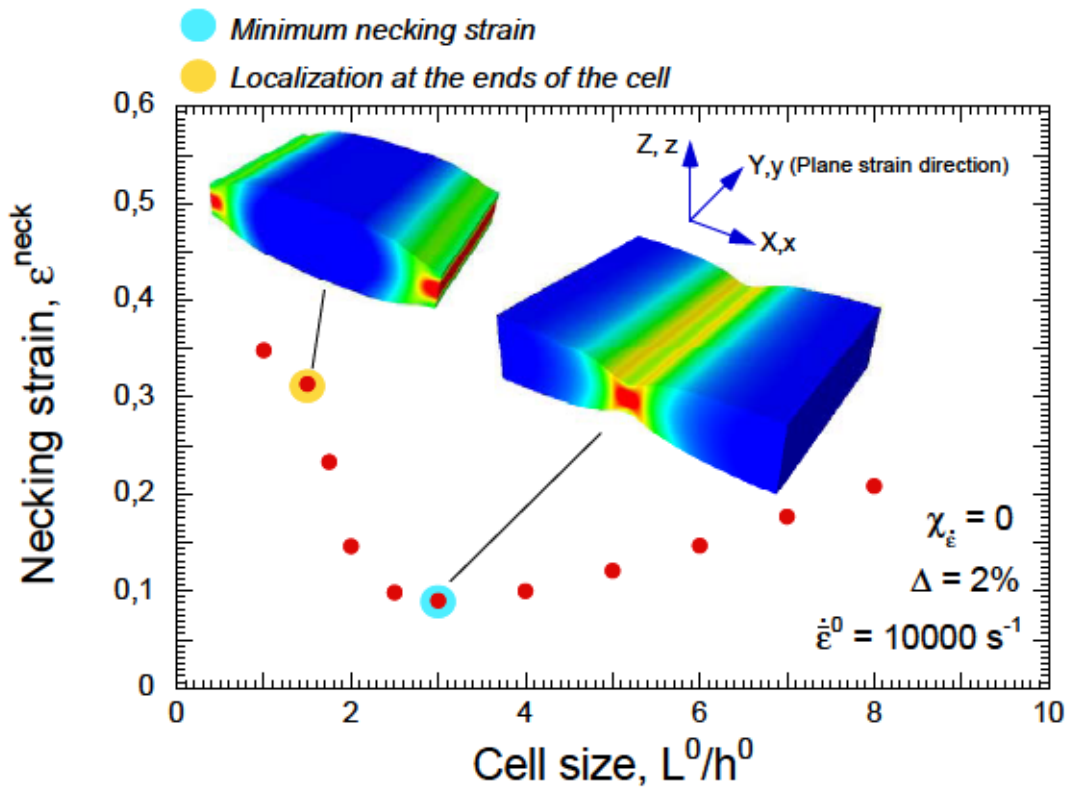 Minimum necking strain
Localization at the ends of the cell
0,6
0,5
0,4
0,3
0,2
0,1
0
Necking strain, ε^neck
Z, z
Y,y (Plane strain direction)
X,x
χ_ε̇ = 0
Δ = 2%
ε̄̇^0 = 10000 s^-1
0 2 4 6 8 10
Cell size, L^0/h^0